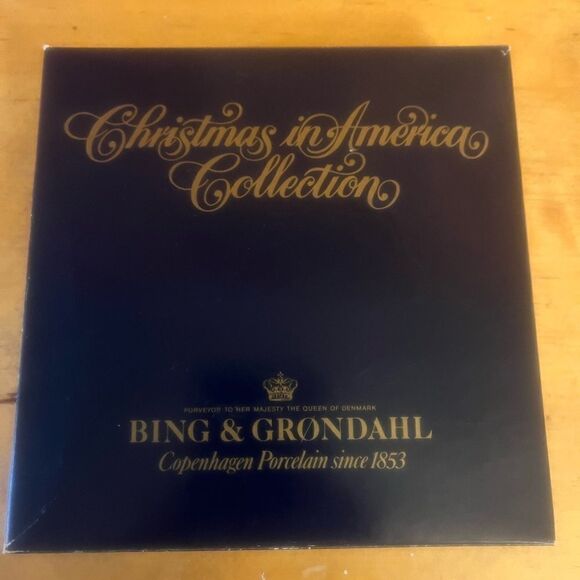 Christmas in America
Collection
PURVEYOR TO HER MAJESTY THE QUEEN OF DENMARK
BING & GRØNDAHL
Copenhagen Porcelain since 1853